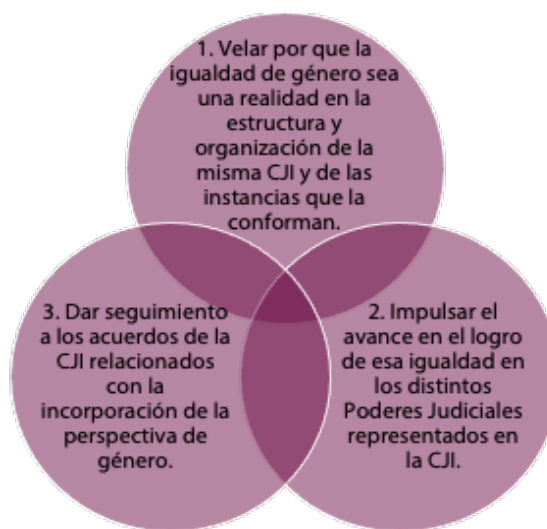 1. Velar por que la
igualdad de género sea
una realidad en la
estructura y
organización de la
misma CJI y de las
instancias que la
conforman.
2. Impulsar el
avance en el logro
de esa igualdad en
los distintos
Poderes Judiciales
representados en
la CJI.
3. Dar seguimiento
a los acuerdos de la
CJI relacionados
con la
incorporación de la
perspectiva de
género.